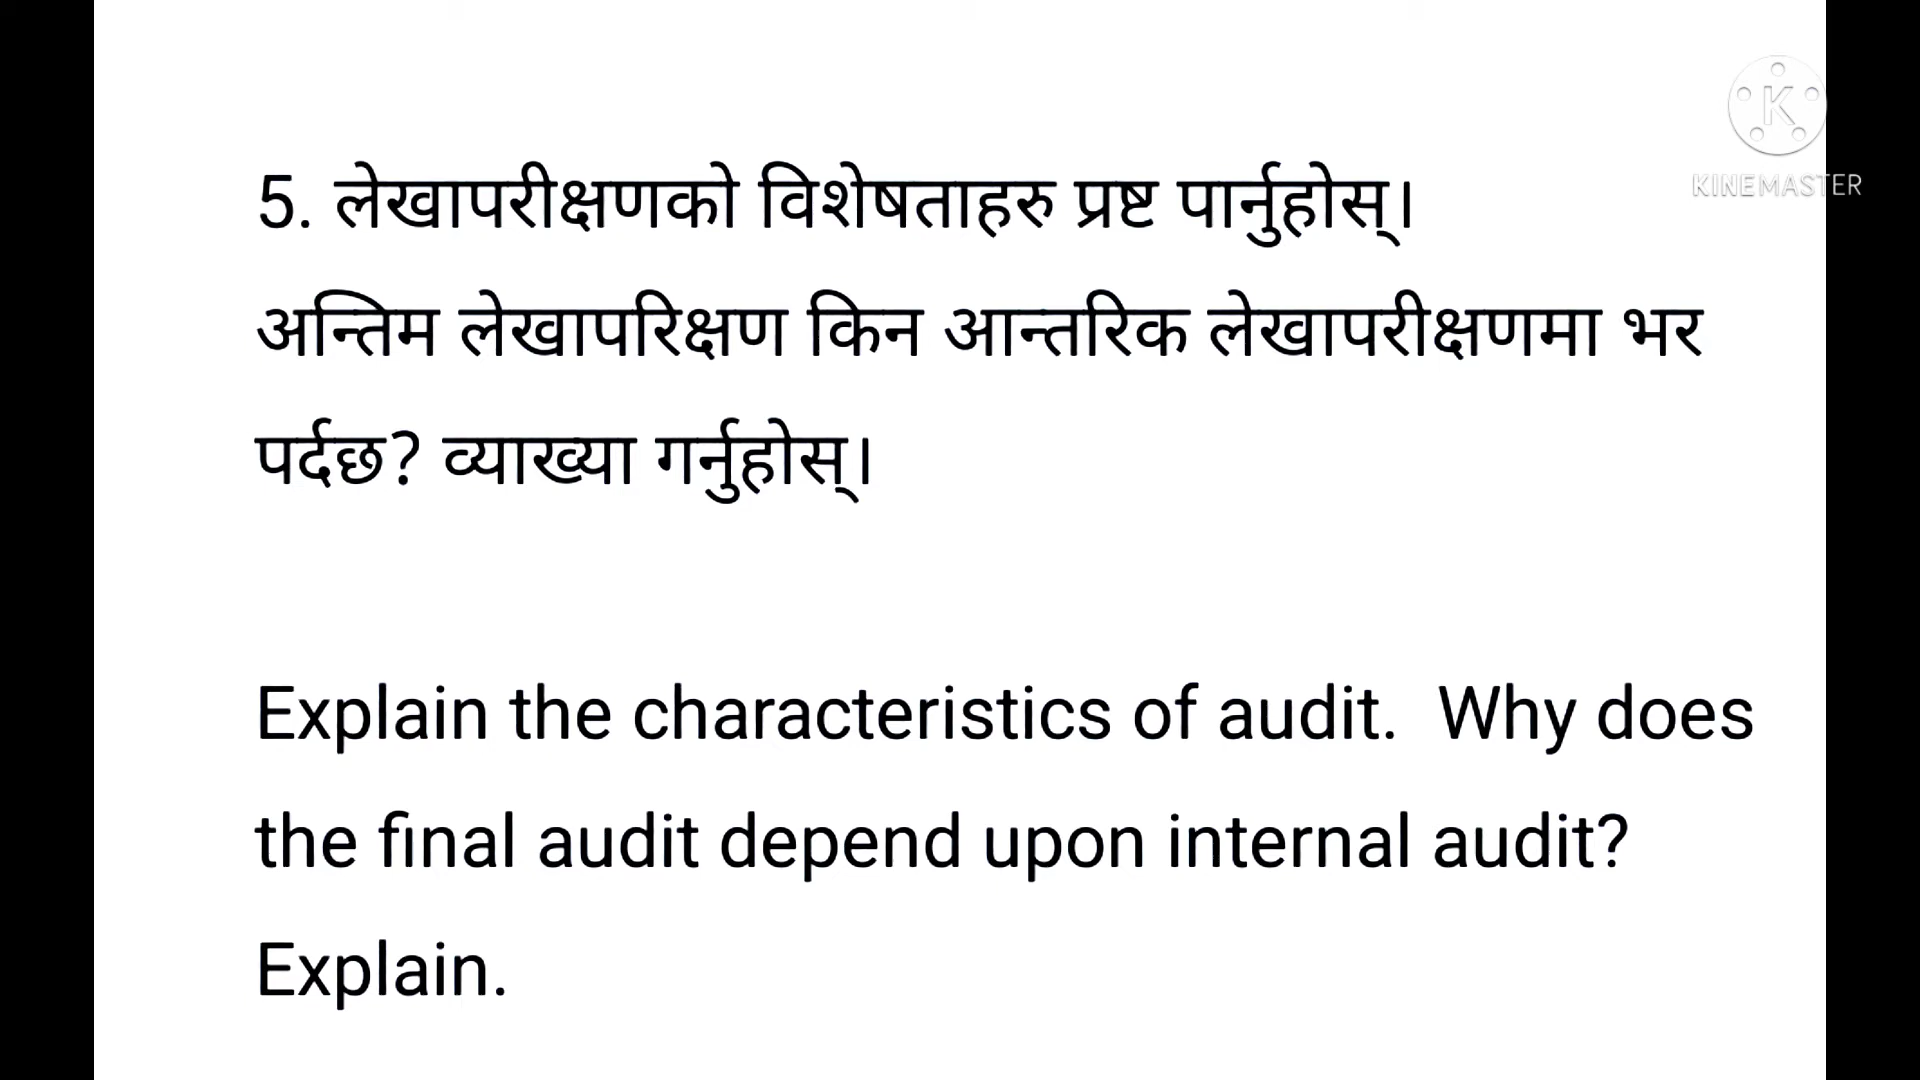 5. लेखापरीक्षणको विशेषताहरु प्रष्ट पार्नुहोस्।
अन्तिम लेखापरिक्षण किन आन्तरिक लेखापरीक्षणमा भर
पर्दछ? व्याख्या गर्नुहोस्।
Explain the characteristics of audit. Why does
the final audit depend upon internal audit?
Explain.
K
KINEMASTER